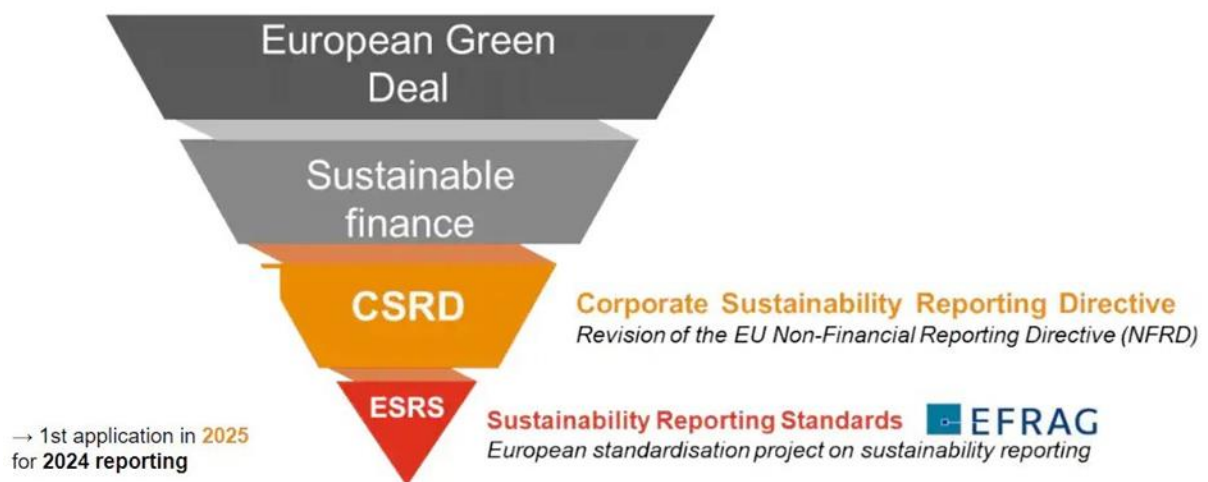 European Green
Deal
Sustainable
finance
CSRD
Corporate Sustainability Reporting Directive
Revision of the EU Non-Financial Reporting Directive (NFRD)
ESRS
Sustainability Reporting Standards EFRAG
European standardisation project on sustainability reporting
→ 1st application in 2025
for 2024 reporting